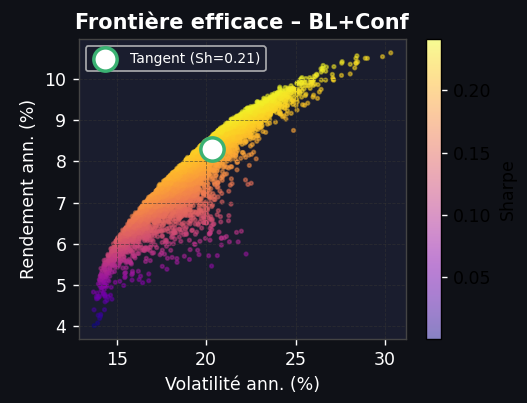 Frontière efficace – BL+Conf
Tangent (Sh=0.21)
10
9
8
7
6
5
4
Rendement ann. (%)
15 20 25 30
Volatilité ann. (%)
0.20
0.15
0.10
0.05
Sharpe